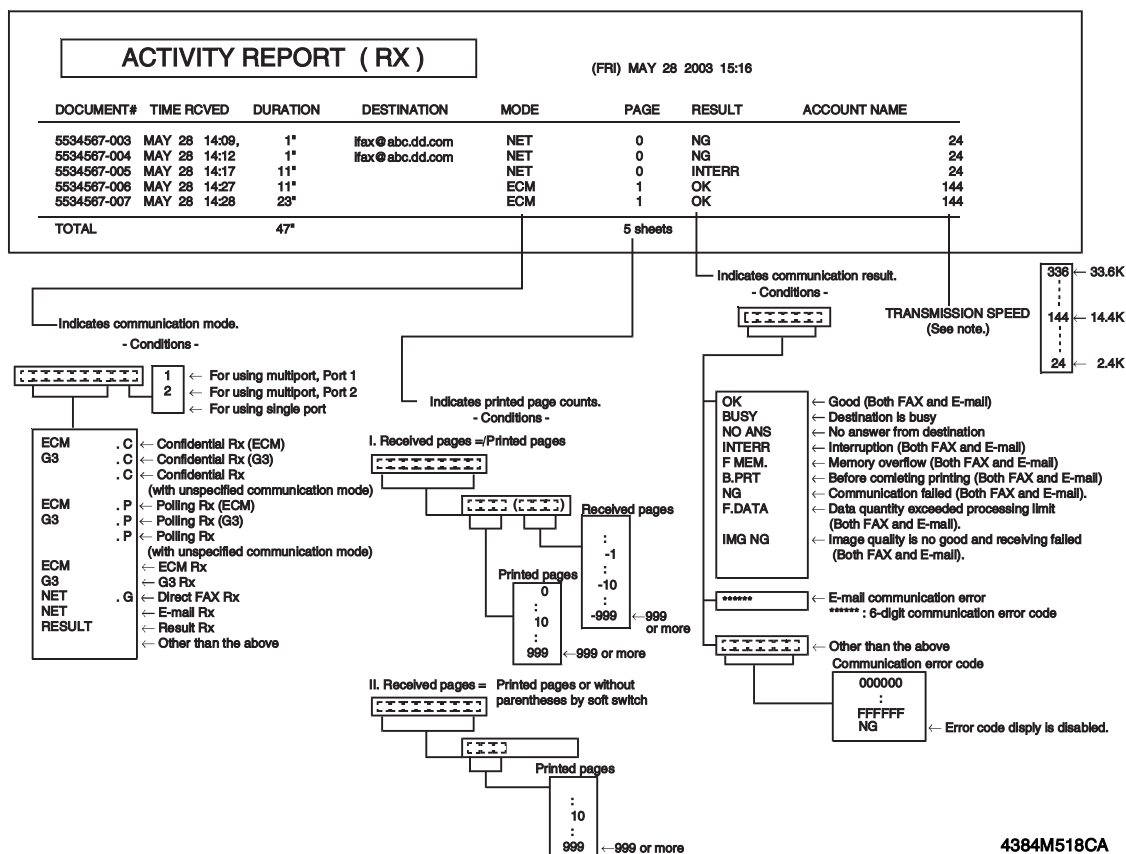 ACTIVITY REPORT ( RX )
(FRI) MAY 28 2003 15:16
DOCUMENT# TIME RCVED DURATION DESTINATION MODE PAGE RESULT ACCOUNT NAME
5534567-003 MAY 28 14:09, 1" ifax@abc.dd.com NET 0 NG 24
5534567-004 MAY 28 14:12 1" ifax@abc.dd.com NET 0 NG 24
5534567-005 MAY 28 14:17 11" NET 0 INTERR 24
5534567-006 MAY 28 14:27 11" ECM 1 OK 144
5534567-007 MAY 28 14:28 23" ECM 1 OK 144
TOTAL 47" 5 sheets
Indicates communication mode.
- Conditions -
1 ← For using multiport, Port 1
2 ← For using multiport, Port 2
← For using single port
ECM . C ← Confidential Rx (ECM)
G3 . C ← Confidential Rx (G3)
. C ← Confidential Rx
(with unspecified communication mode)
ECM . P ← Polling Rx (ECM)
G3 . P ← Polling Rx (G3)
. P ← Polling Rx
(with unspecified communication mode)
ECM ← ECM Rx
G3 ← G3 Rx
NET . G ← Direct FAX Rx
NET ← E-mail Rx
RESULT ← Result Rx
← Other than the above
Indicates printed page counts.
- Conditions -
I. Received pages =/Printed pages
( )
Received pages
:
-1
:
-10
:
-999 ← 999
or more
Printed pages
0
:
10
:
999 ← 999 or more
II. Received pages = Printed pages or without
parentheses by soft switch
Printed pages
:
10
:
999 ← 999 or more
Indicates communication result.
- Conditions -
OK ← Good (Both FAX and E-mail)
BUSY ← Destination is busy
NO ANS ← No answer from destination
INTERR ← Interruption (Both FAX and E-mail)
F MEM. ← Memory overflow (Both FAX and E-mail)
B.PRT ← Before comleting printing (Both FAX and E-mail)
NG ← Communication failed (Both FAX and E-mail).
F.DATA ← Data quantity exceeded processing limit
(Both FAX and E-mail).
IMG NG ← Image quality is no good and receiving failed
(Both FAX and E-mail).
****** ← E-mail communication error
****** : 6-digit communication error code
← Other than the above
Communication error code
000000
:
FFFFFF
NG ← Error code disply is disabled.
TRANSMISSION SPEED
(See note.)
336 ← 33.6K
144 ← 14.4K
24 ← 2.4K
4384M518CA